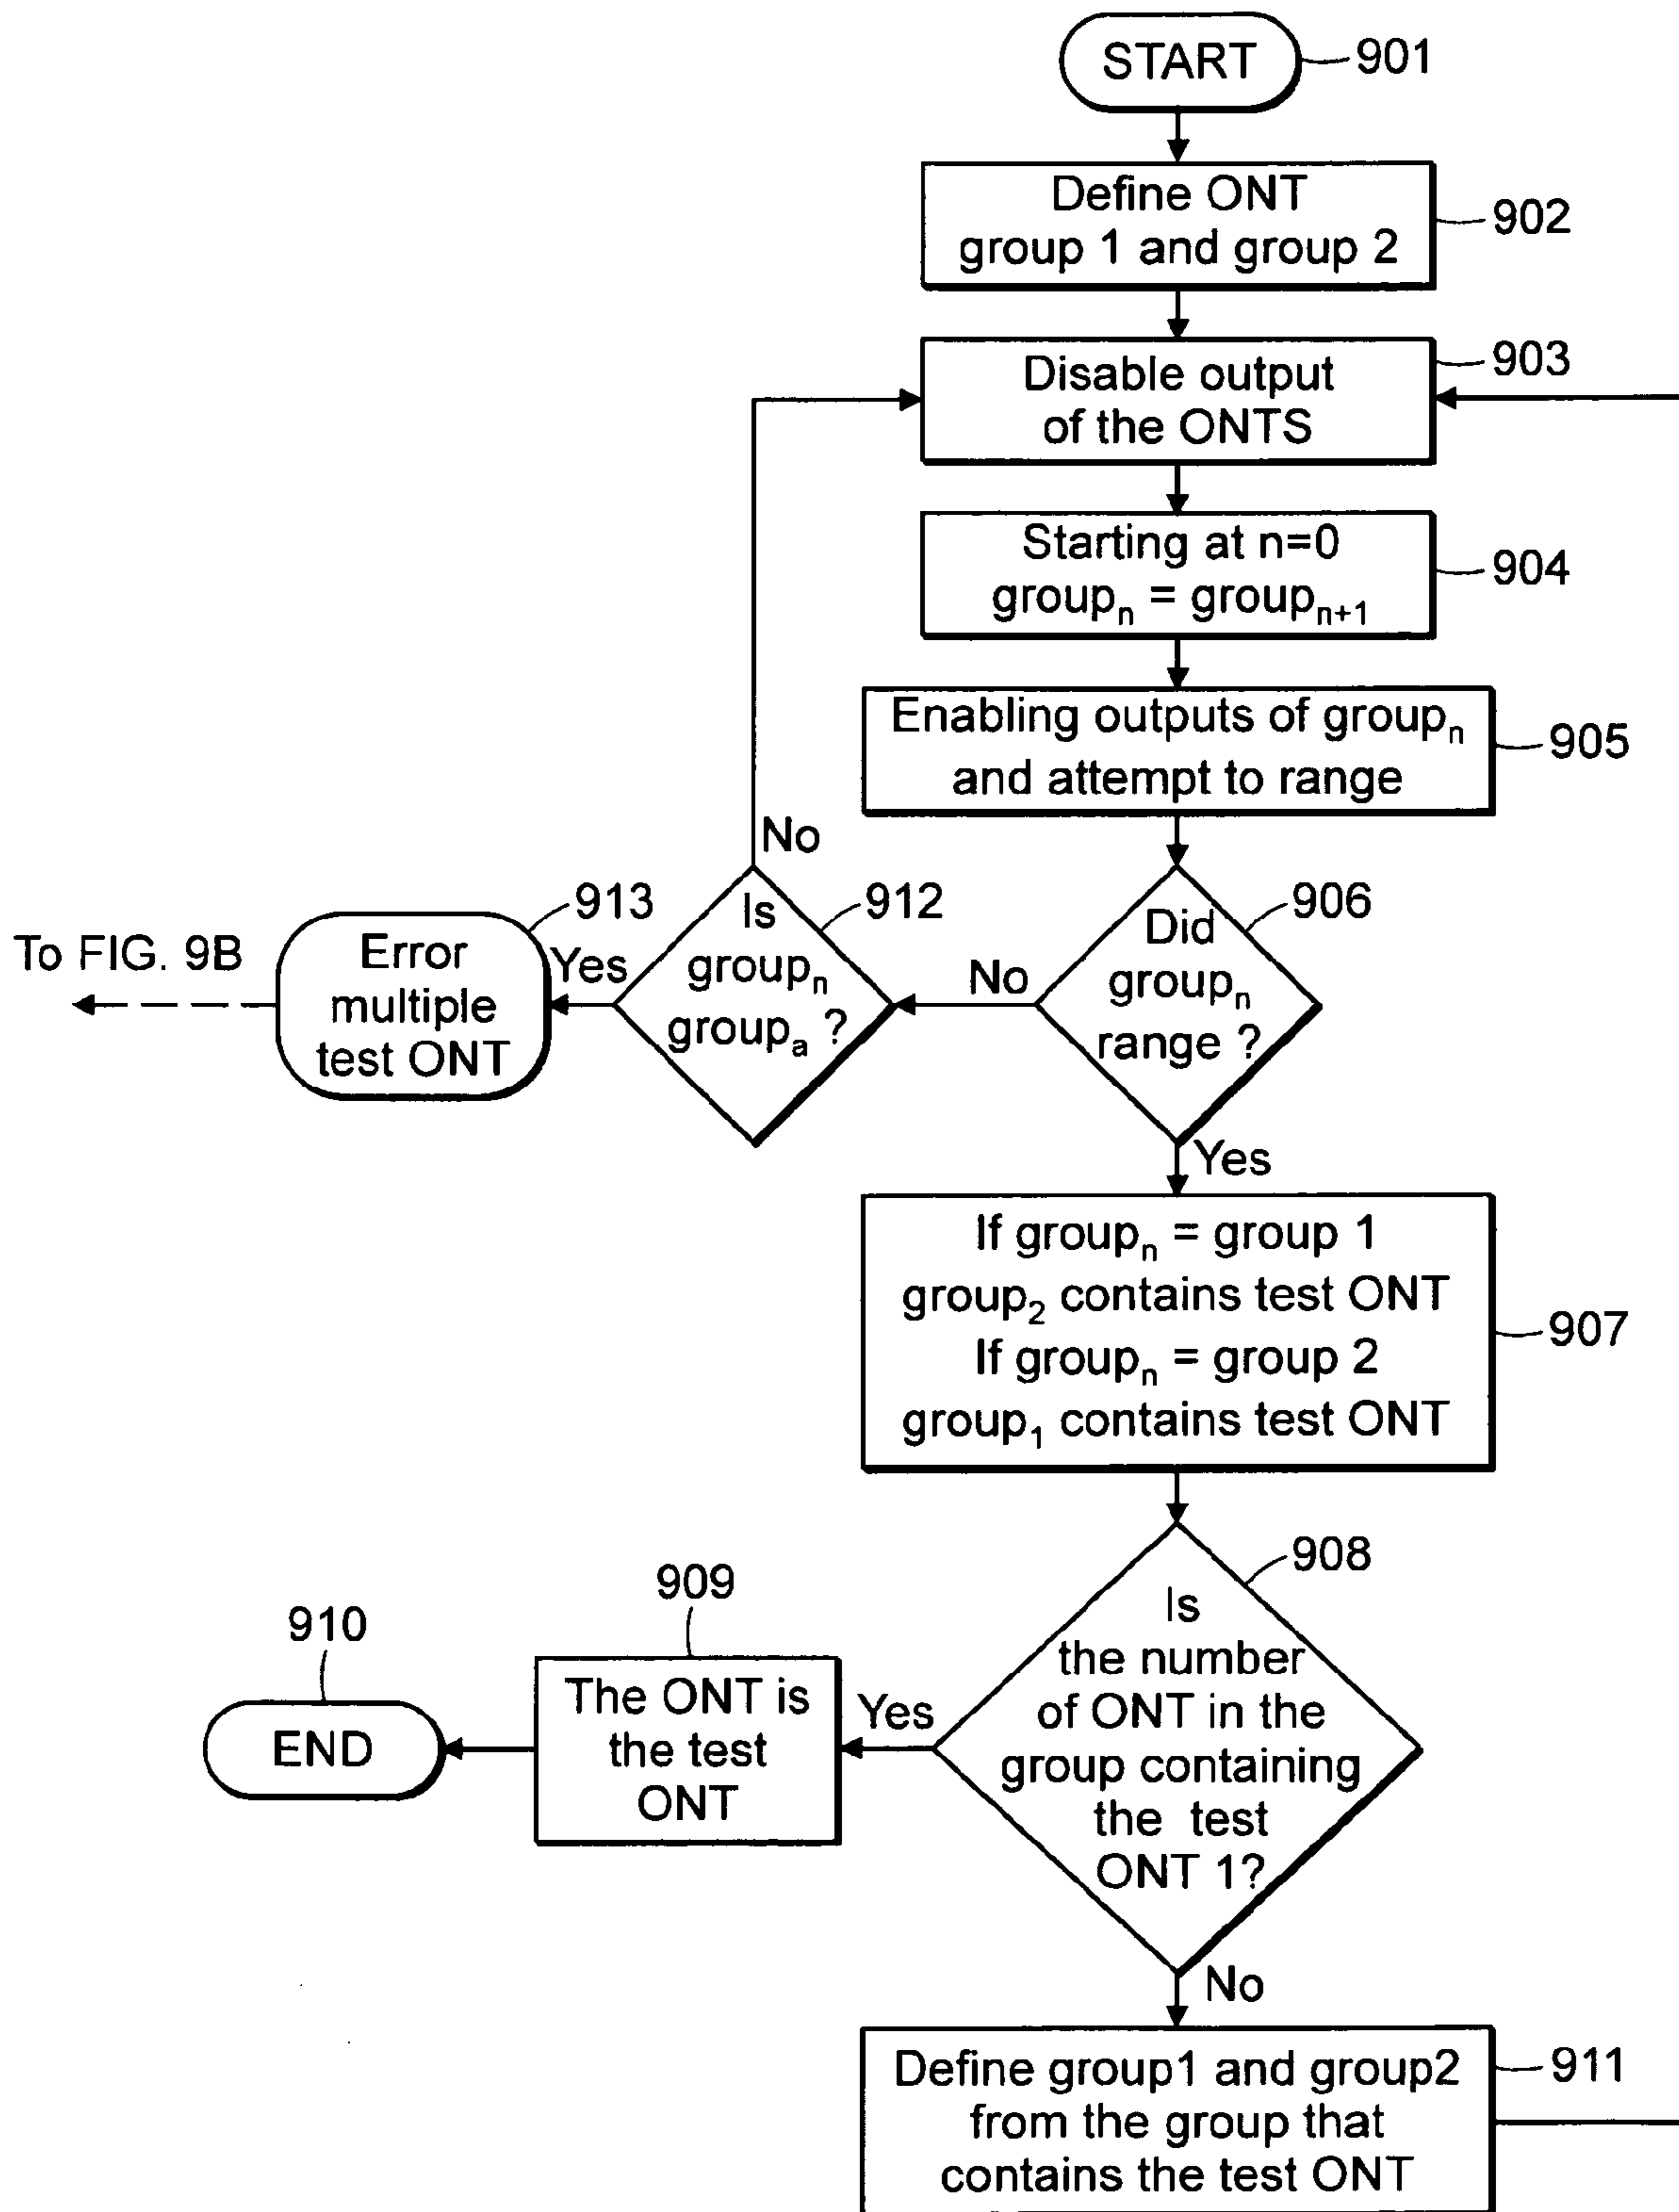 START
901
Define ONT
group 1 and group 2
902
Disable output
of the ONTS
903
Starting at n=0
groupₙ = groupₙ₊₁
904
Enabling outputs of groupₙ
and attempt to range
905
Did
groupₙ
range ?
906
No
Is
groupₙ
groupₐ ?
912
No
Yes
Error
multiple
test ONT
913
To FIG. 9B
Yes
If groupₙ = group 1
group₂ contains test ONT
If groupₙ = group 2
group₁ contains test ONT
907
Is
the number
of ONT in the
group containing
the test
ONT 1?
908
Yes
The ONT is
the test
ONT
909
END
910
No
Define group1 and group2
from the group that
contains the test ONT
911